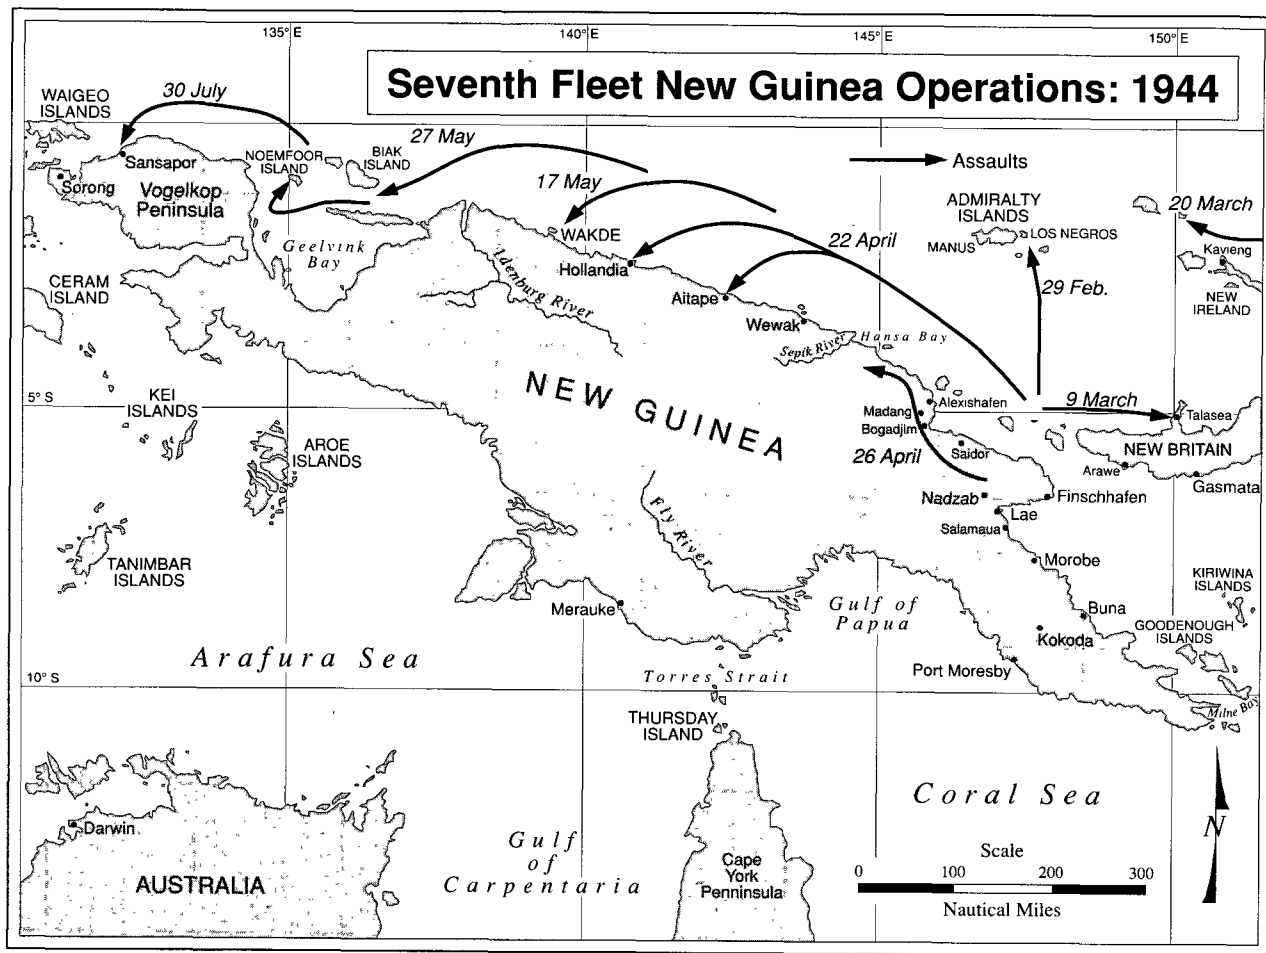 135° E
140° E
145° E
150° E
Seventh Fleet New Guinea Operations: 1944
30 July
WAIGEO
ISLANDS
27 May
NOEMFOOR
ISLAND
BIAK
ISLAND
Assaults
Sansapor
Sorong
Vogelkop
Peninsula
17 May
ADMIRALTY
ISLANDS
20 March
WAKDE
22 April
MANUS
LOS NEGROS
Kavieng
Geelvink
Bay
Hollandia
Idenburg River
CERAM
ISLAND
Aitape
29 Feb.
NEW
IRELAND
Wewak
Sepik River
Hansa Bay
NEW GUINEA
5° S
KEI
ISLANDS
Alexishafen
9 March
Talasea
Madang
Bogadjim
AROE
ISLANDS
26 April
Saidor
NEW BRITAIN
Arawe
Gasmata
Nadzab
Finschhafen
Fly River
Lae
Salamaua
TANIMBAR
ISLANDS
Morobe
KIRIWINA
ISLANDS
Merauke
Gulf of
Papua
Buna
GOODENOUGH
ISLANDS
Kokoda
Arafura Sea
Port Moresby
10° S
Torres Strait
Milne Bay
THURSDAY
ISLAND
Coral Sea
Darwin
Gulf
of
Carpentaria
N
AUSTRALIA
Cape
York
Penninsula
Scale
0 100 200 300
Nautical Miles